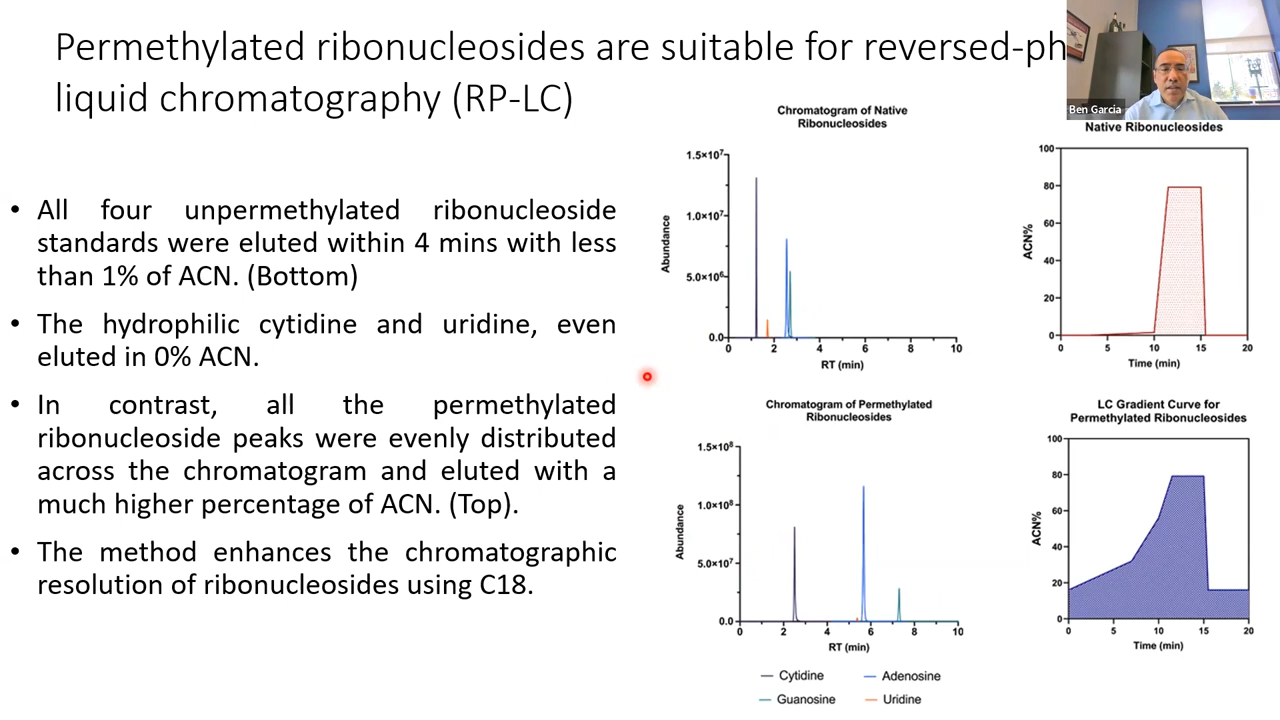 Permethylated ribonucleosides are suitable for reversed-ph
liquid chromatography (RP-LC)
Ben Garcia
• All four unpermethylated ribonucleoside
standards were eluted within 4 mins with less
than 1% of ACN. (Bottom)
• The hydrophilic cytidine and uridine, even
eluted in 0% ACN.
• In contrast, all the permethylated
ribonucleoside peaks were evenly distributed
across the chromatogram and eluted with a
much higher percentage of ACN. (Top).
• The method enhances the chromatographic
resolution of ribonucleosides using C18.
Chromatogram of Native
Ribonucleosides
1.5×10⁷
1.0×10⁷
5.0×10⁶
0.0
Abundance
0 2 4 6 8 10
RT (min)
Native Ribonucleosides
100
80
60
40
20
0
ACN%
0 5 10 15 20
Time (min)
Chromatogram of Permethylated
Ribonucleosides
1.5×10⁸
1.0×10⁸
5.0×10⁷
0.0
Abundance
0 2 4 6 8 10
RT (min)
LC Gradient Curve for
Permethylated Ribonucleosides
100
80
60
40
20
0
ACN%
0 5 10 15 20
Time (min)
Cytidine Adenosine
Guanosine Uridine